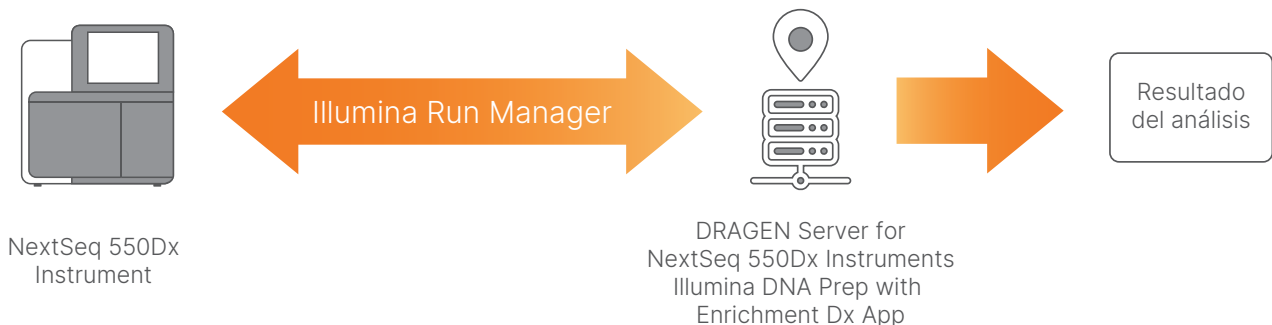 Illumina Run Manager
Resultado
del análisis
NextSeq 550Dx
Instrument
DRAGEN Server for
NextSeq 550Dx Instruments
Illumina DNA Prep with
Enrichment Dx App